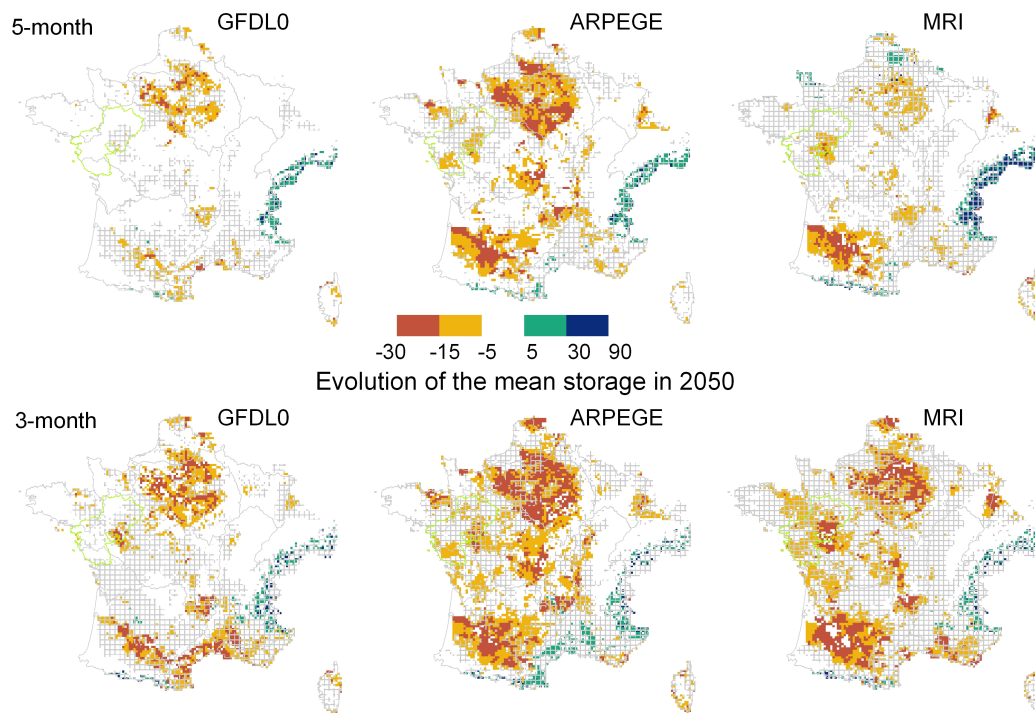 5-month GFDL0 ARPEGE MRI
-30 -15 -5 5 30 90
Evolution of the mean storage in 2050
3-month GFDL0 ARPEGE MRI